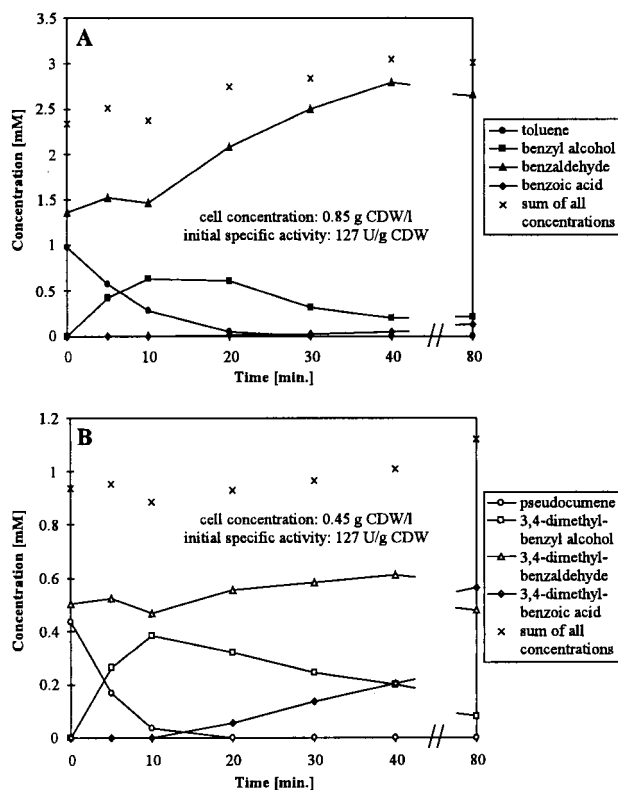 A
3.5
3
2.5
2
1.5
1
0.5
0
Concentration [mM]
cell concentration: 0.85 g CDW/l
initial specific activity: 127 U/g CDW
0 10 20 30 40 80
Time [min.]
toluene
benzyl alcohol
benzaldehyde
benzoic acid
sum of all
concentrations
B
1.2
1
0.8
0.6
0.4
0.2
0
Concentration [mM]
cell concentration: 0.45 g CDW/l
initial specific activity: 127 U/g CDW
0 10 20 30 40 80
Time [min.]
pseudocumene
3,4-dimethyl-
benzyl alcohol
3,4-dimethyl-
benzaldehyde
3,4-dimethyl-
benzoic acid
sum of all
concentrations